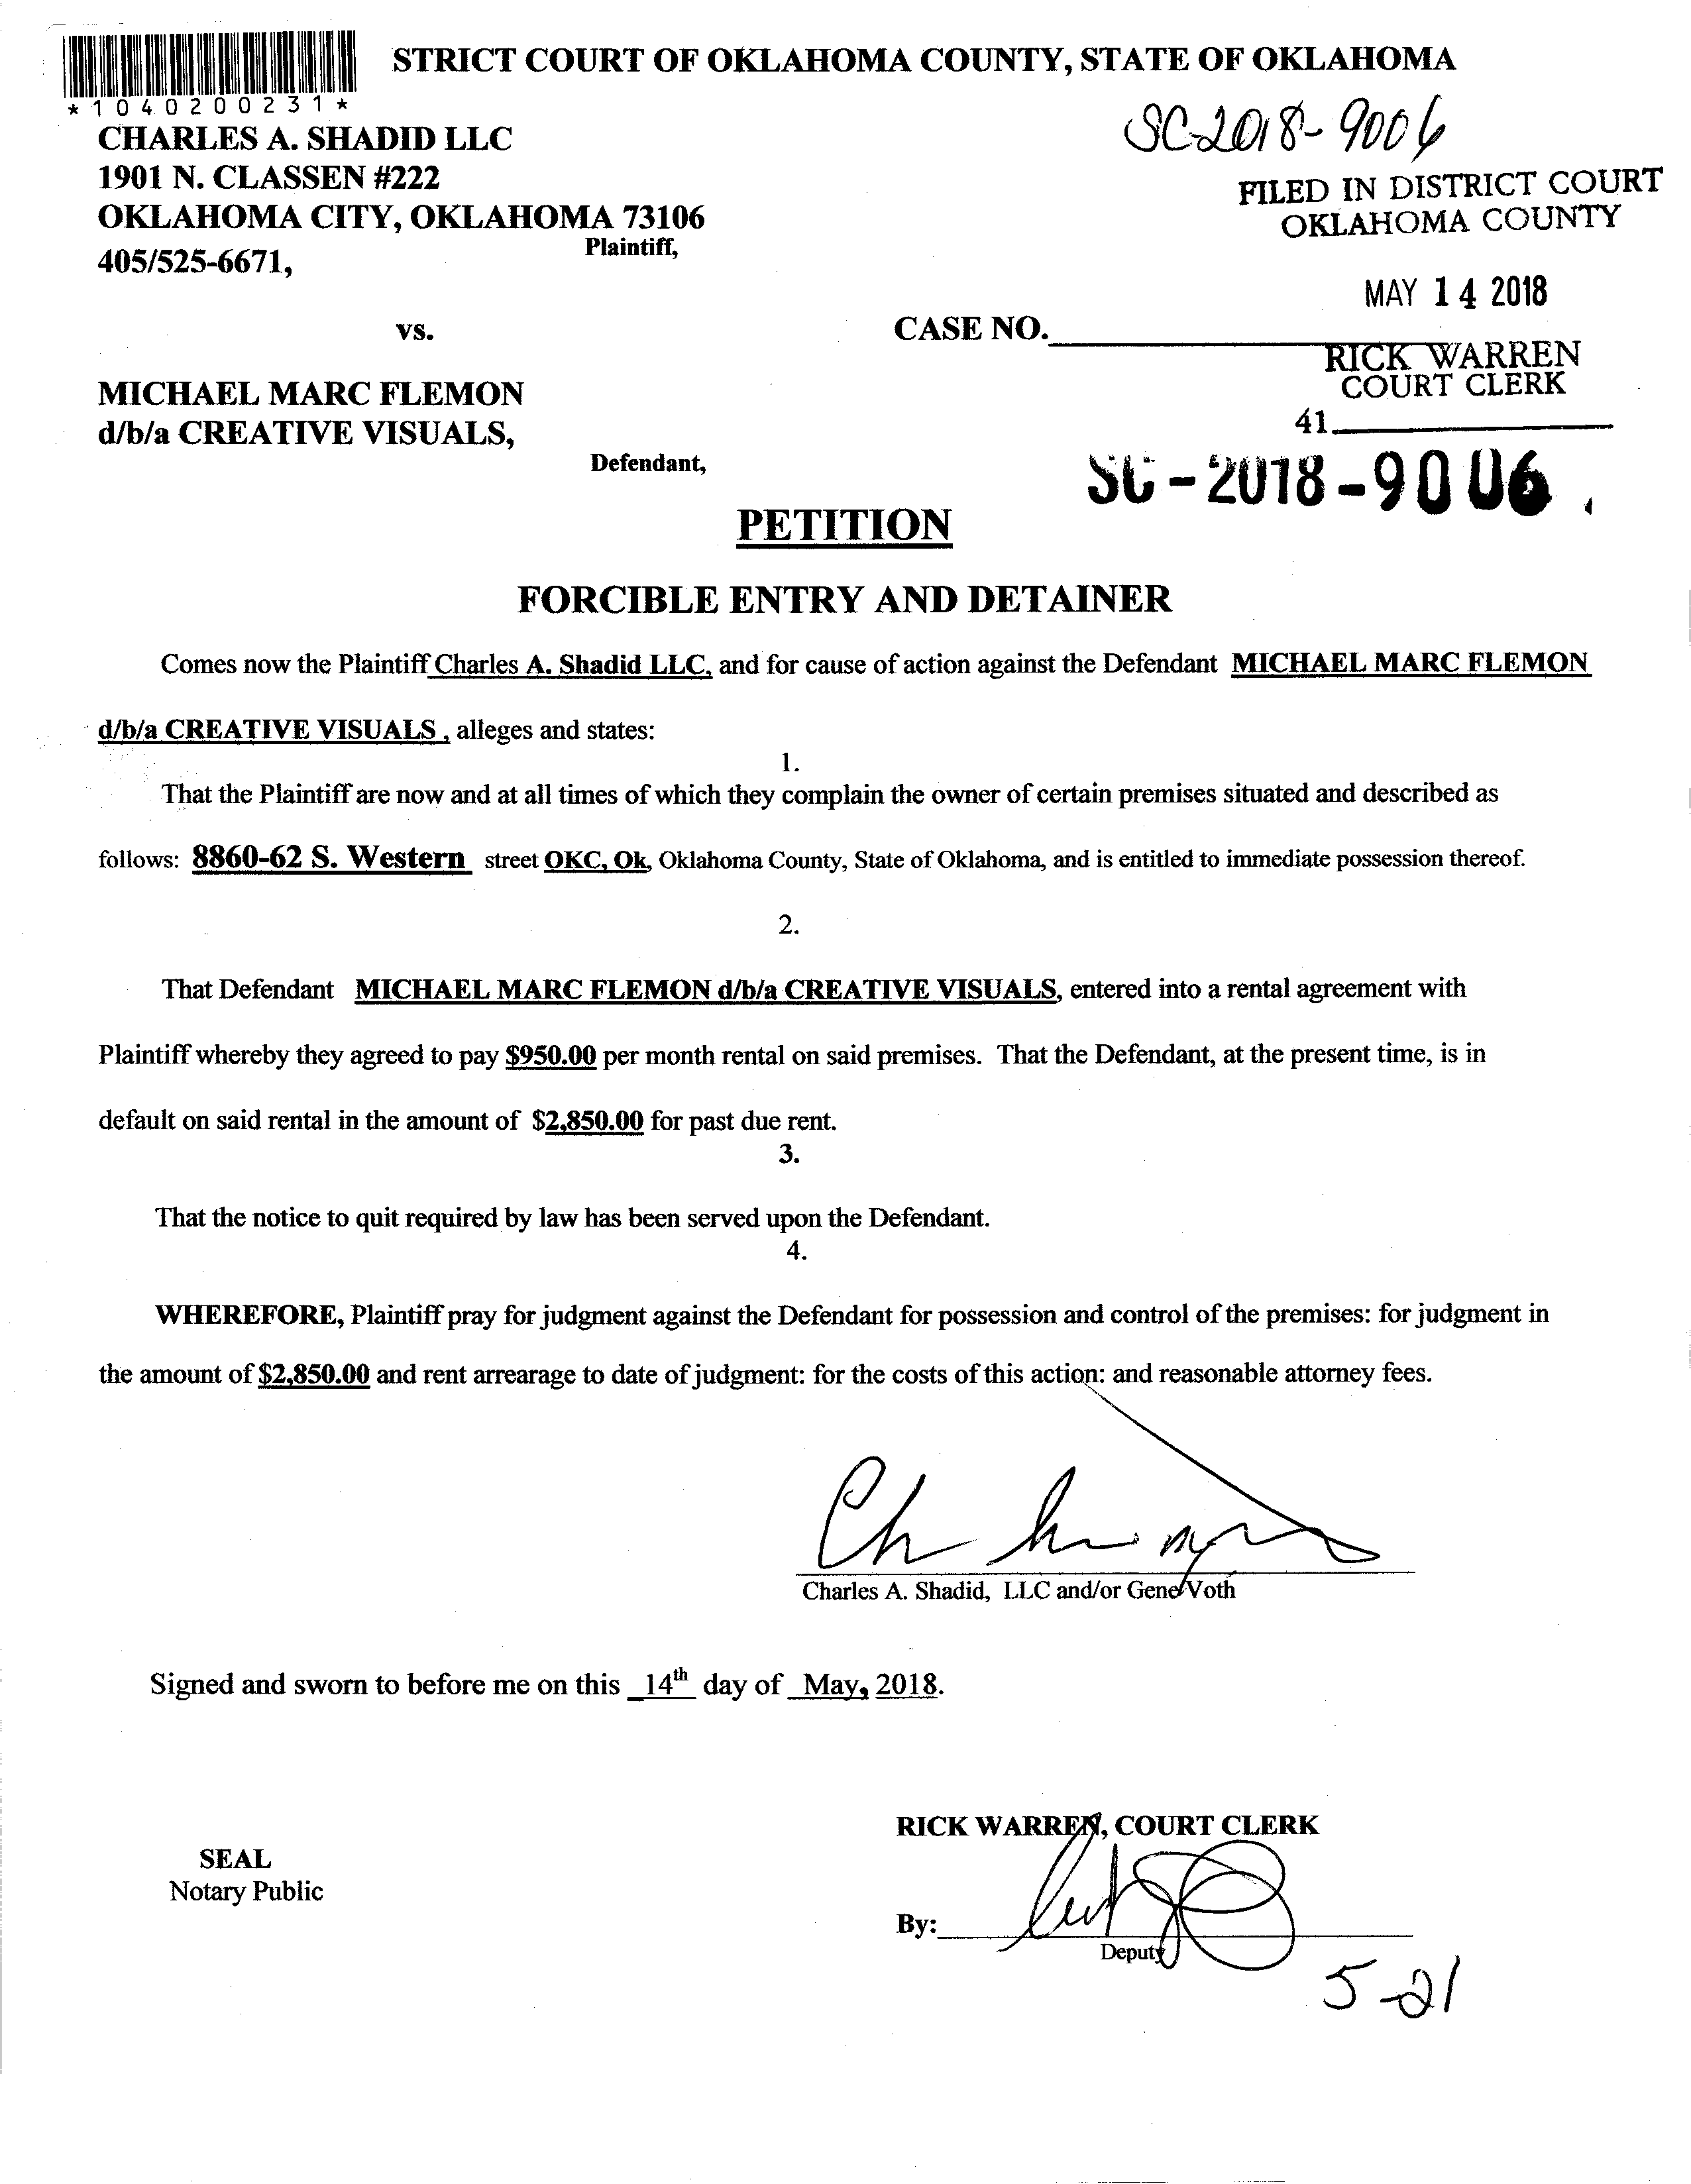 STRICT COURT OF OKLAHOMA COUNTY, STATE OF OKLAHOMA
*1040200231*
SC-2018-9006
CHARLES A. SHADID LLC
1901 N. CLASSEN #222
OKLAHOMA CITY, OKLAHOMA 73106
Plaintiff,
405/525-6671,
FILED IN DISTRICT COURT
OKLAHOMA COUNTY
MAY 14 2018
vs.
CASE NO.
RICK WARREN
COURT CLERK
41
MICHAEL MARC FLEMON
d/b/a CREATIVE VISUALS,
Defendant,
SC-2018-9006
PETITION
FORCIBLE ENTRY AND DETAINER
Comes now the Plaintiff Charles A. Shadid LLC, and for cause of action against the Defendant MICHAEL MARC FLEMON
d/b/a CREATIVE VISUALS , alleges and states:
1.
That the Plaintiff are now and at all times of which they complain the owner of certain premises situated and described as
follows: 8860-62 S. Western street OKC, Ok, Oklahoma County, State of Oklahoma, and is entitled to immediate possession thereof.
2.
That Defendant MICHAEL MARC FLEMON d/b/a CREATIVE VISUALS, entered into a rental agreement with
Plaintiff whereby they agreed to pay $950.00 per month rental on said premises. That the Defendant, at the present time, is in
default on said rental in the amount of $2,850.00 for past due rent.
3.
That the notice to quit required by law has been served upon the Defendant.
4.
WHEREFORE, Plaintiff pray for judgment against the Defendant for possession and control of the premises: for judgment in
the amount of $2,850.00 and rent arrearage to date of judgment: for the costs of this action: and reasonable attorney fees.
Charles A. Shadid, LLC and/or Gene Voth
Signed and sworn to before me on this 14th day of May, 2018.
RICK WARREN, COURT CLERK
SEAL
Notary Public
By:
Deputy
5-21